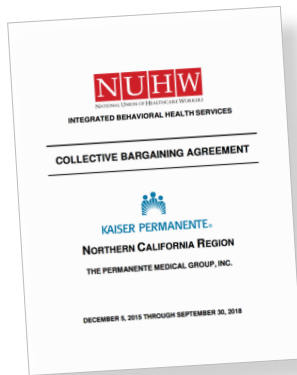 NUHW
NATIONAL UNION OF HEALTHCARE WORKERS
INTEGRATED BEHAVIORAL HEALTH SERVICES
COLLECTIVE BARGAINING AGREEMENT
KAISER PERMANENTE®
NORTHERN CALIFORNIA REGION
THE PERMANENTE MEDICAL GROUP, INC.
DECEMBER 5, 2015 THROUGH SEPTEMBER 30, 2018